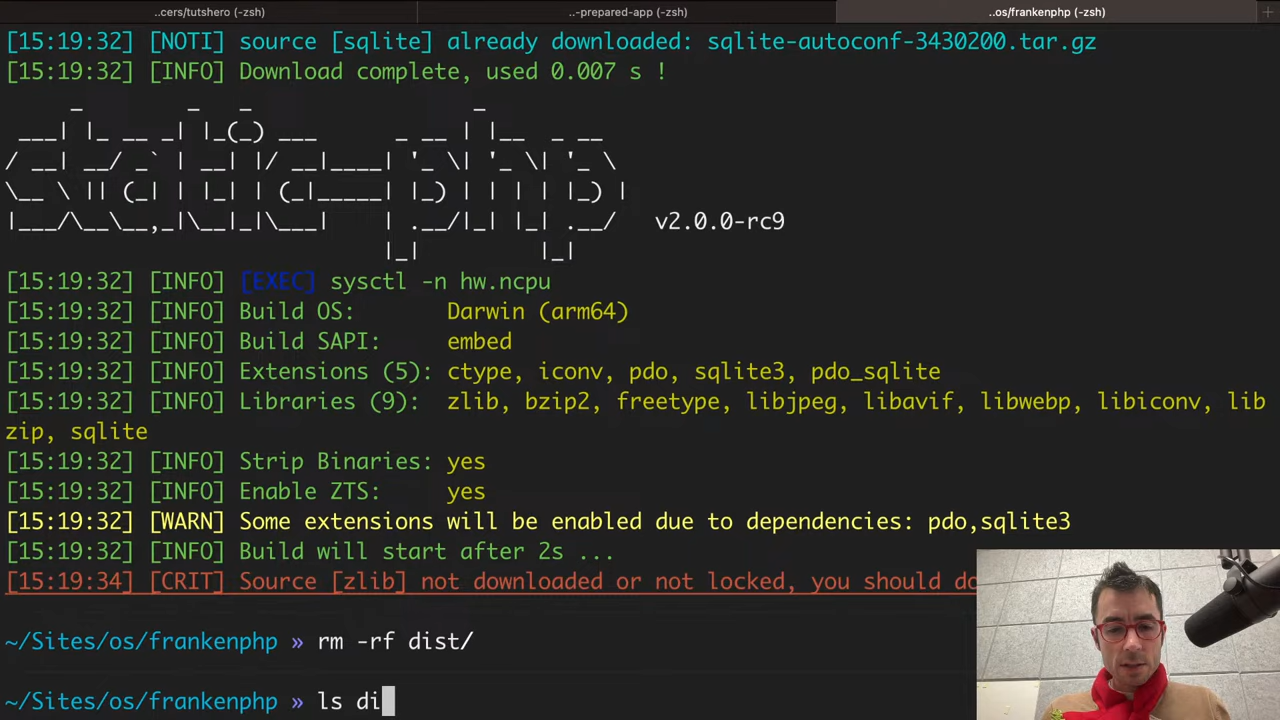 ..cers/tutshero (-zsh)
..-prepared-app (-zsh)
..os/frankenphp (-zsh)
[15:19:32] [NOTI] source [sqlite] already downloaded: sqlite-autoconf-3430200.tar.gz
[15:19:32] [INFO] Download complete, used 0.007 s !
static-php
v2.0.0-rc9
[15:19:32] [INFO] [EXEC] sysctl -n hw.ncpu
[15:19:32] [INFO] Build OS: Darwin (arm64)
[15:19:32] [INFO] Build SAPI: embed
[15:19:32] [INFO] Extensions (5): ctype, iconv, pdo, sqlite3, pdo_sqlite
[15:19:32] [INFO] Libraries (9): zlib, bzip2, freetype, libjpeg, libavif, libwebp, libiconv, lib
zip, sqlite
[15:19:32] [INFO] Strip Binaries: yes
[15:19:32] [INFO] Enable ZTS: yes
[15:19:32] [WARN] Some extensions will be enabled due to dependencies: pdo,sqlite3
[15:19:32] [INFO] Build will start after 2s ...
[15:19:34] [CRIT] Source [zlib] not downloaded or not locked, you should
~/Sites/os/frankenphp » rm -rf dist/
~/Sites/os/frankenphp » ls di